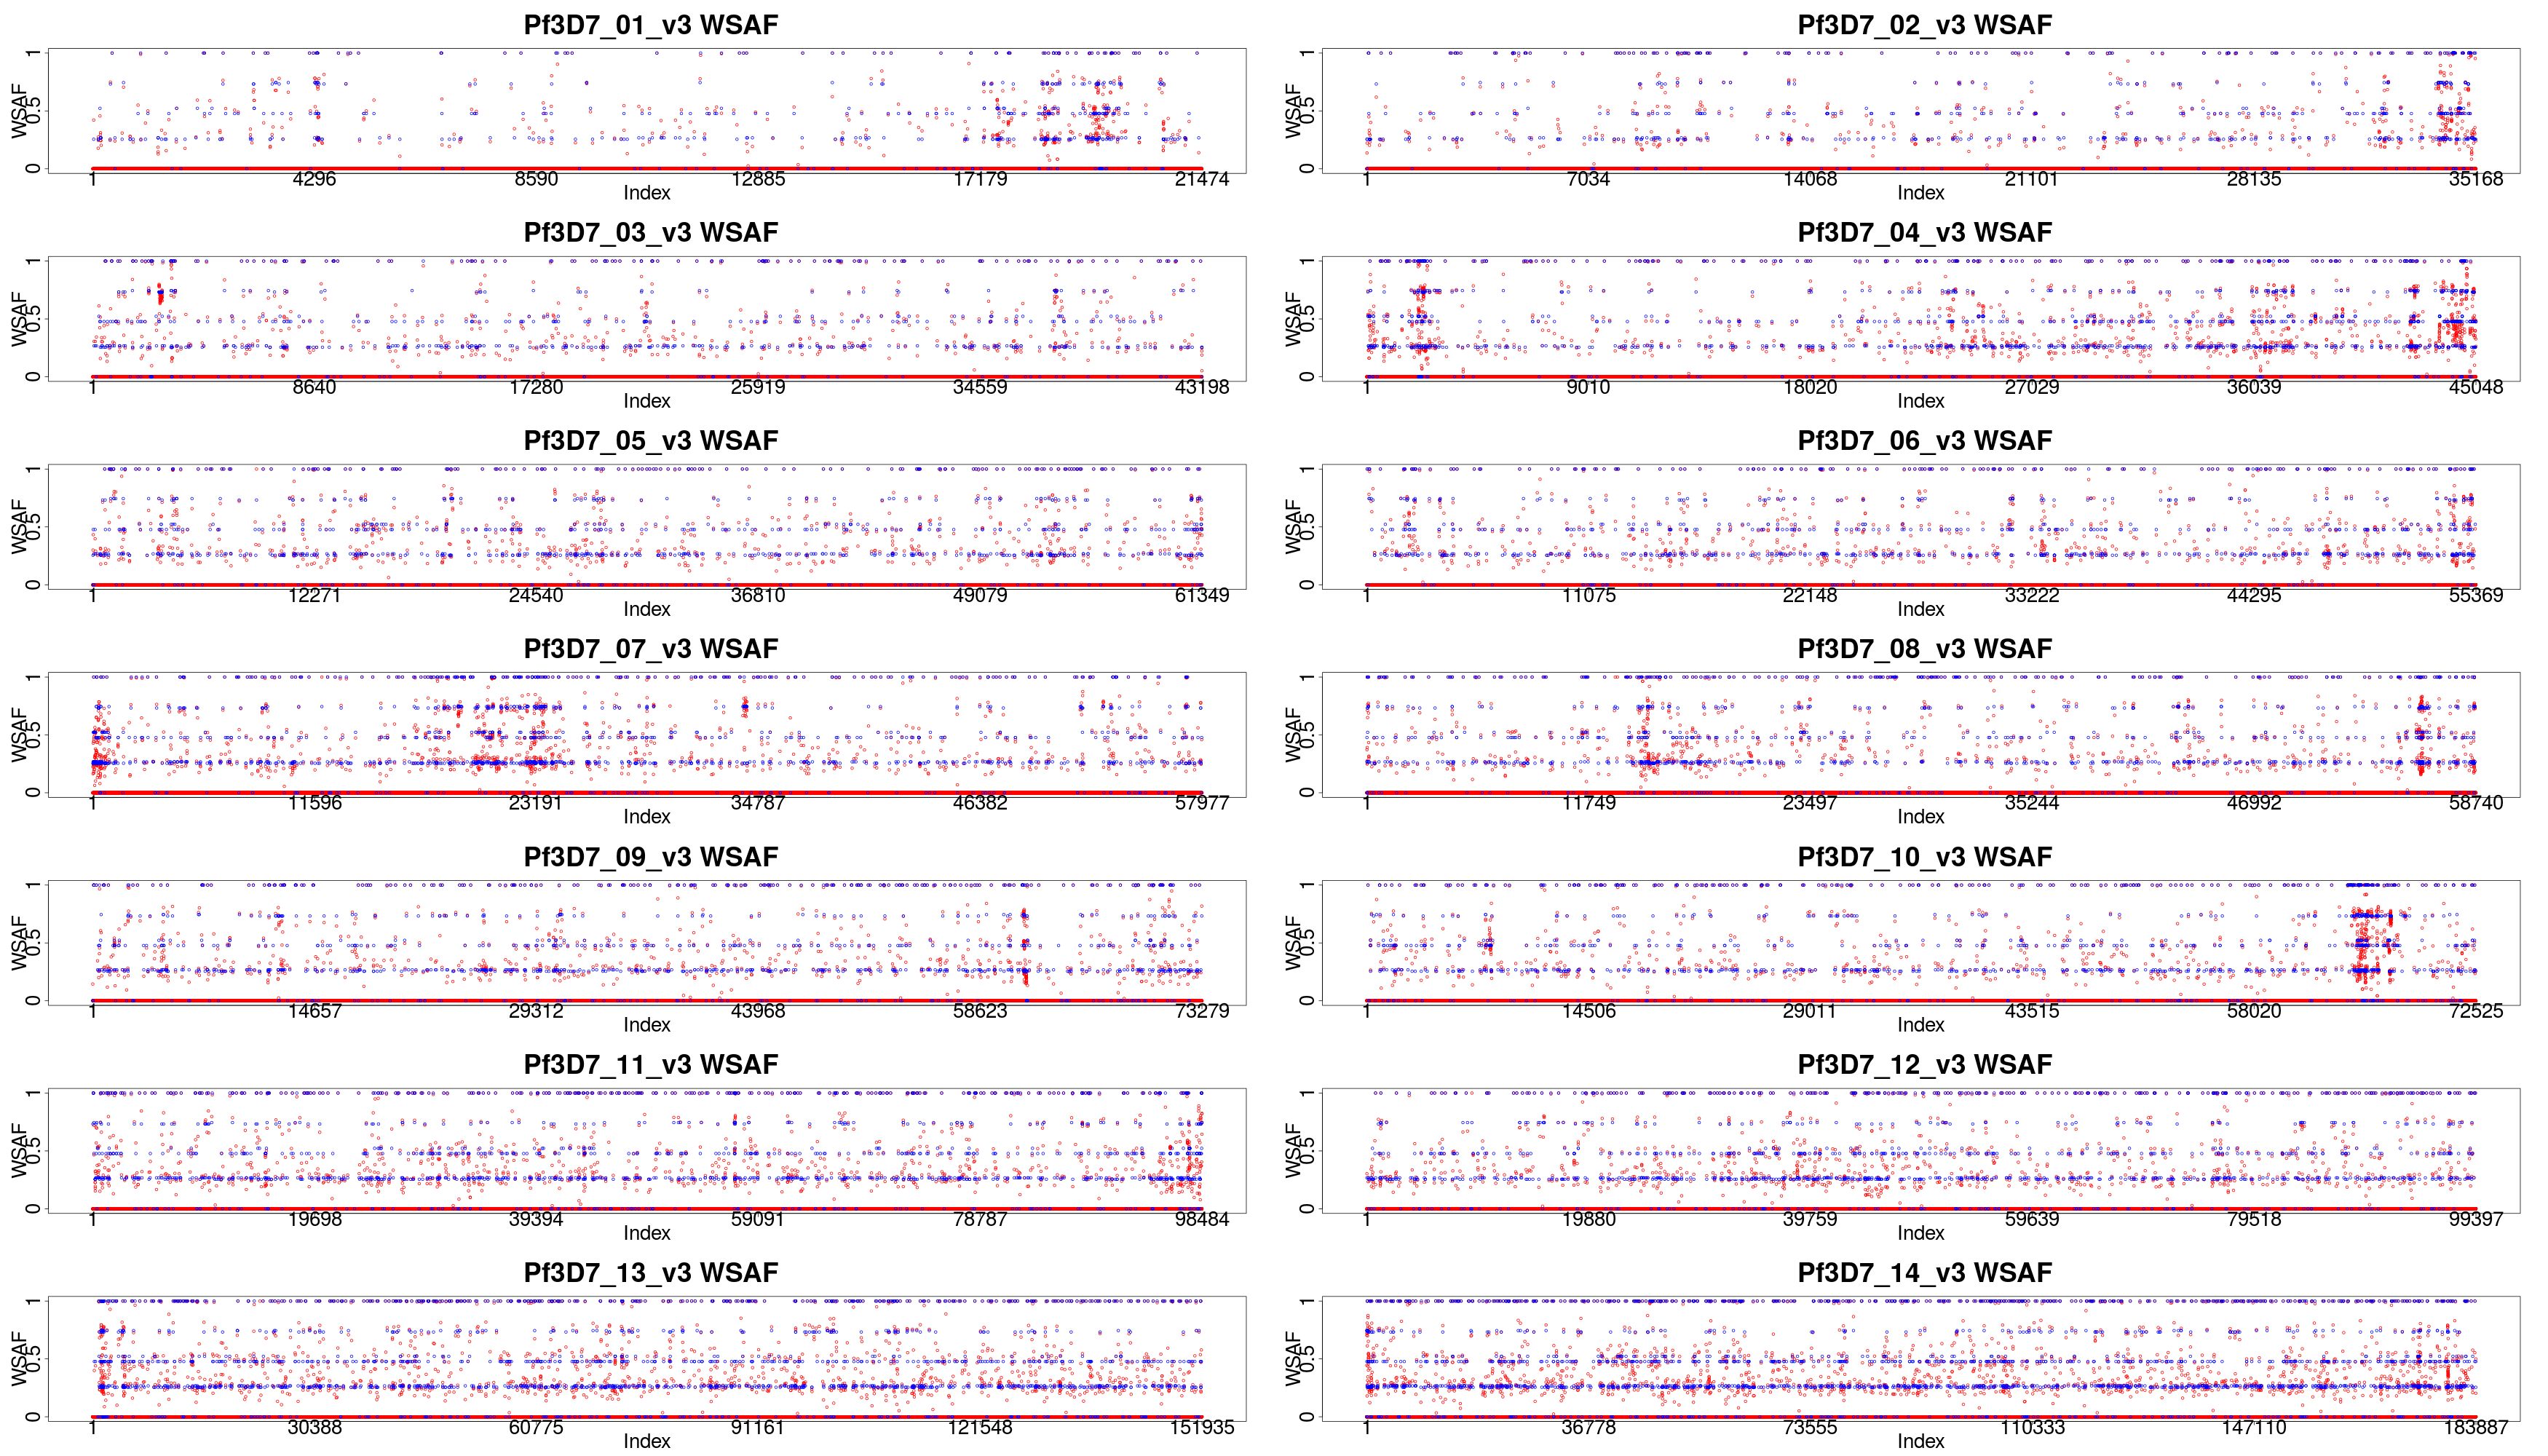 Pf3D7_01_v3 WSAF
WSAF
0 0.5 1
1 4296 8590 12885 17179 21474
Index
Pf3D7_02_v3 WSAF
WSAF
0 0.5 1
1 7034 14068 21101 28135 35168
Index
Pf3D7_03_v3 WSAF
WSAF
0 0.5 1
1 8640 17280 25919 34559 43198
Index
Pf3D7_04_v3 WSAF
WSAF
0 0.5 1
1 9010 18020 27029 36039 45048
Index
Pf3D7_05_v3 WSAF
WSAF
0 0.5 1
1 12271 24540 36810 49079 61349
Index
Pf3D7_06_v3 WSAF
WSAF
0 0.5 1
1 11075 22148 33222 44295 55369
Index
Pf3D7_07_v3 WSAF
WSAF
0 0.5 1
1 11596 23191 34787 46382 57977
Index
Pf3D7_08_v3 WSAF
WSAF
0 0.5 1
1 11749 23497 35244 46992 58740
Index
Pf3D7_09_v3 WSAF
WSAF
0 0.5 1
1 14657 29312 43968 58623 73279
Index
Pf3D7_10_v3 WSAF
WSAF
0 0.5 1
1 14506 29011 43515 58020 72525
Index
Pf3D7_11_v3 WSAF
WSAF
0 0.5 1
1 19698 39394 59091 78787 98484
Index
Pf3D7_12_v3 WSAF
WSAF
0 0.5 1
1 19880 39759 59639 79518 99397
Index
Pf3D7_13_v3 WSAF
WSAF
0 0.5 1
1 30388 60775 91161 121548 151935
Index
Pf3D7_14_v3 WSAF
WSAF
0 0.5 1
1 36778 73555 110333 147110 183887
Index